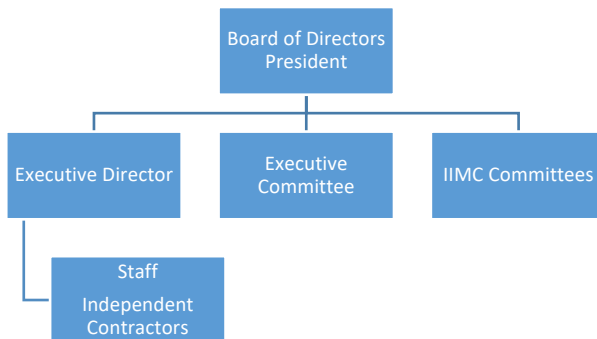 Board of Directors
President
Executive Director
Executive
Committee
IIMC Committees
Staff
Independent
Contractors